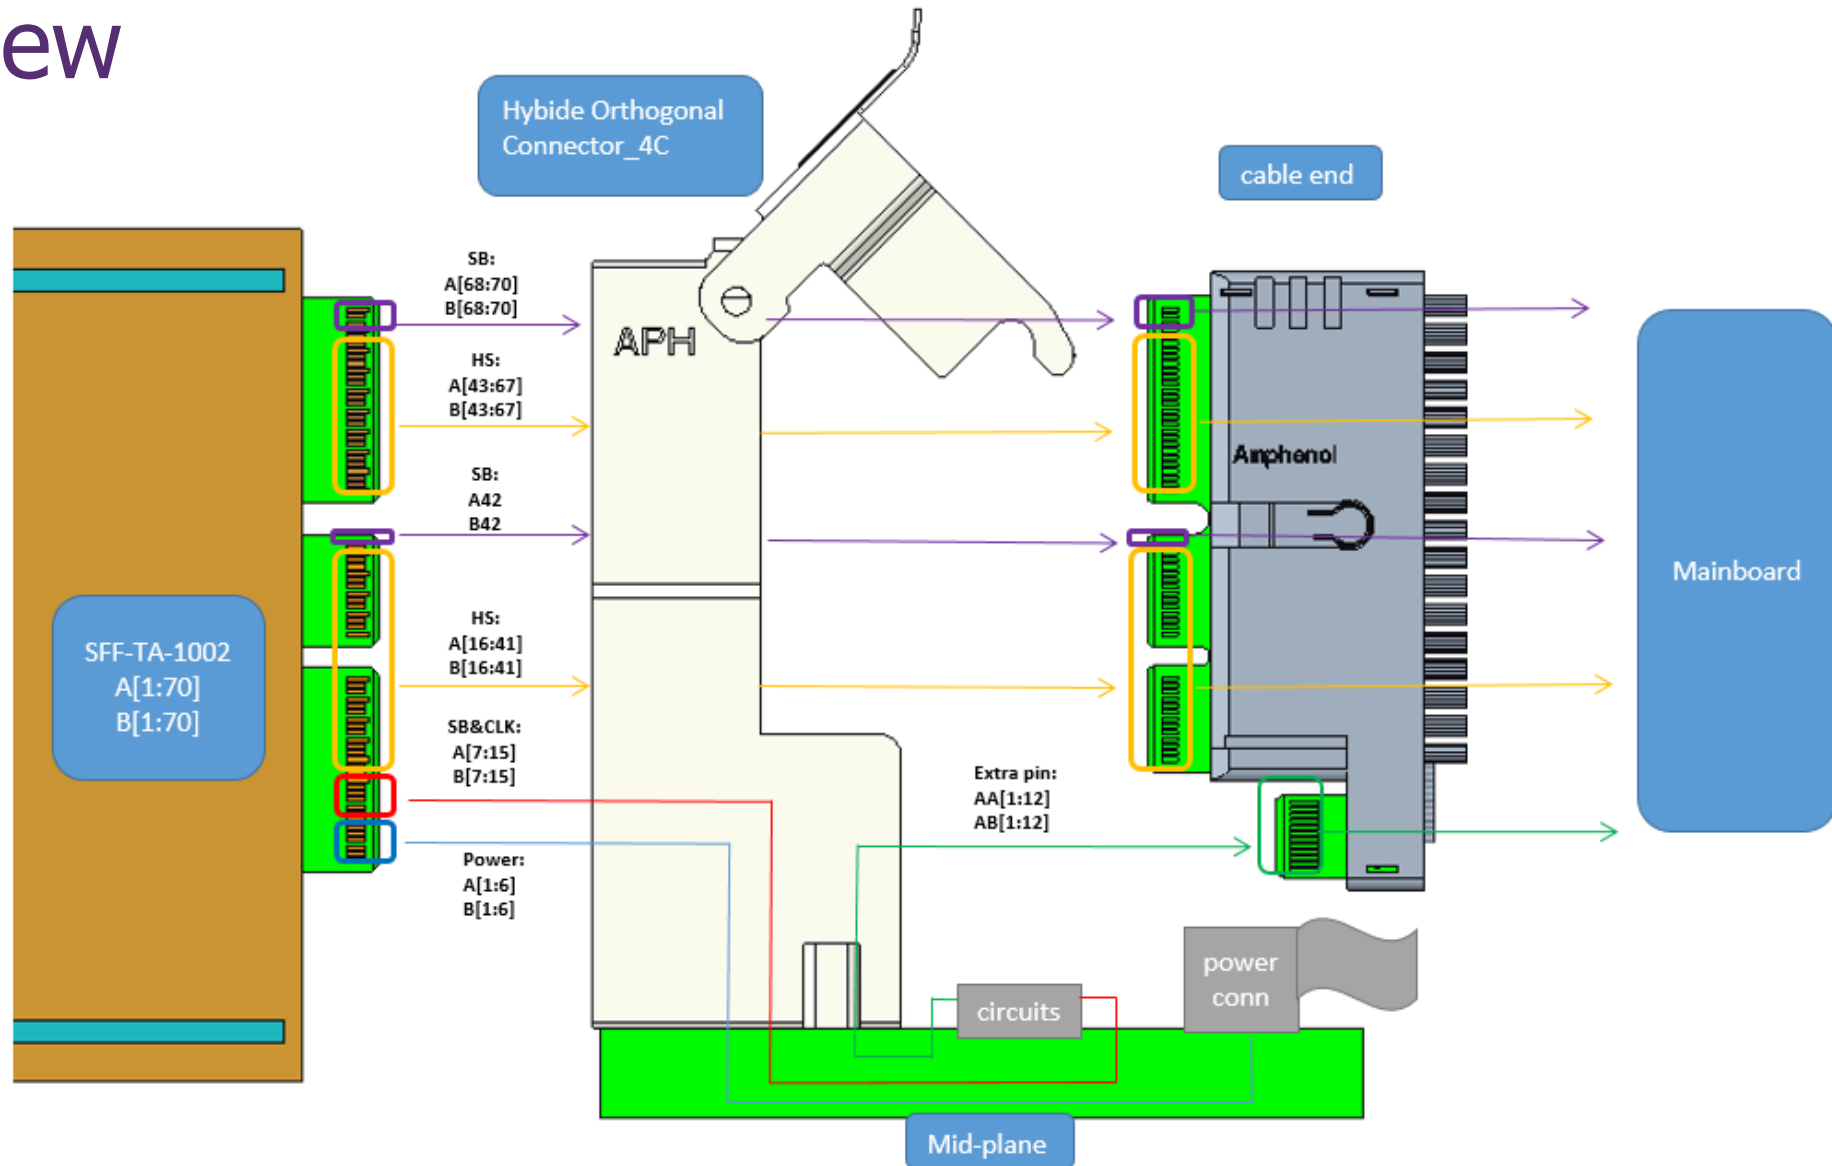 ew
Hybide Orthogonal
Connector_4C
cable end
SB:
A[68:70]
B[68:70]
APH
HS:
A[43:67]
B[43:67]
Amphenol
SB:
A42
B42
Mainboard
SFF-TA-1002
A[1:70]
B[1:70]
HS:
A[16:41]
B[16:41]
SB&CLK:
A[7:15]
B[7:15]
Extra pin:
AA[1:12]
AB[1:12]
Power:
A[1:6]
B[1:6]
power
conn
circuits
Mid-plane